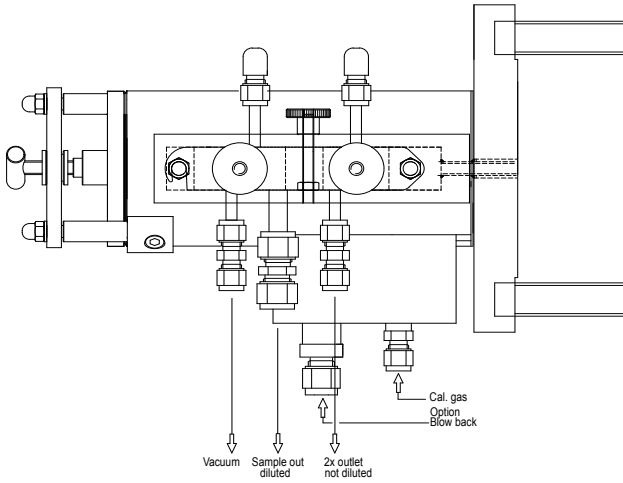 Cal. gas
Option
Blow back
Vacuum
Sample out
diluted
2x outlet
not diluted